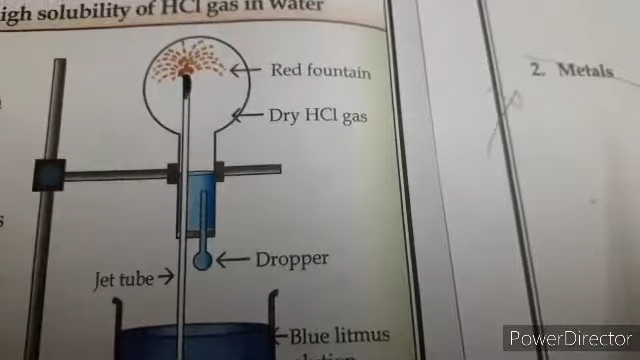 igh solubility of HCl gas in water
Red fountain
2. Metals
Dry HCl gas
Dropper
Jet tube
Blue litmus
PowerDirector